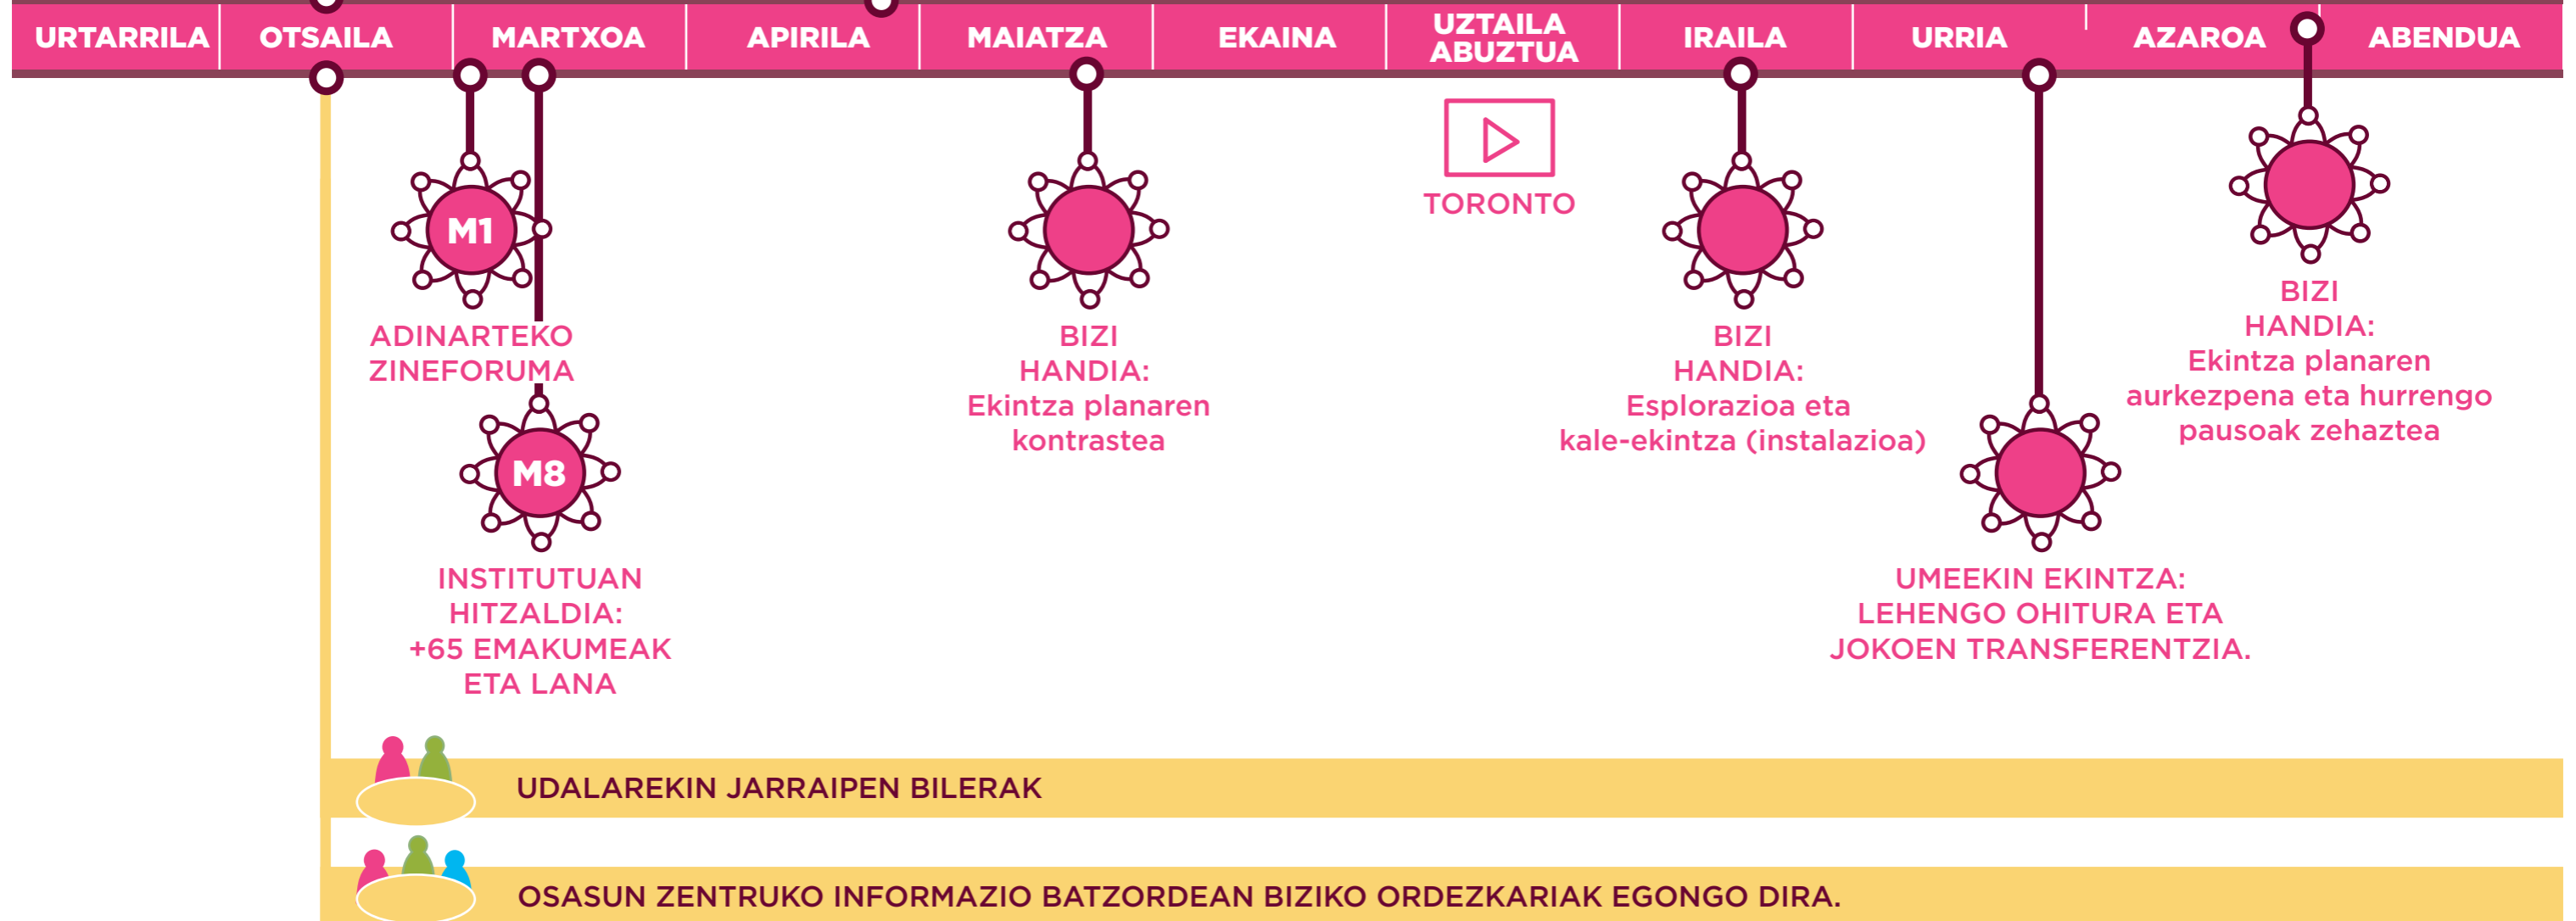 URTARRILA
OTSAILA
MARTXOA
APIRILA
MAIATZA
EKAINA
UZTAILA
ABUZTUA
IRAILA
URRIA
AZAROA
ABENDUA
M1
ADINARTEKO
ZINEFORUMA
M8
INSTITUTUAN
HITZALDIA:
+65 EMAKUMEAK
ETA LANA
BIZI
HANDIA:
Ekintza planaren
kontrastea
TORONTO
BIZI
HANDIA:
Esplorazioa eta
kale-ekintza (instalazioa)
UMEEKIN EKINTZA:
LEHENGO OHITURA ETA
JOKOEN TRANSFERENTZIA.
BIZI
HANDIA:
Ekintza planaren
aurkezpena eta hurrengo
pausoak zehaztea
UDALAREKIN JARRAIPEN BILERAK
OSASUN ZENTRUKO INFORMAZIO BATZORDEAN BIZIKO ORDEZKARIAK EGONGO DIRA.